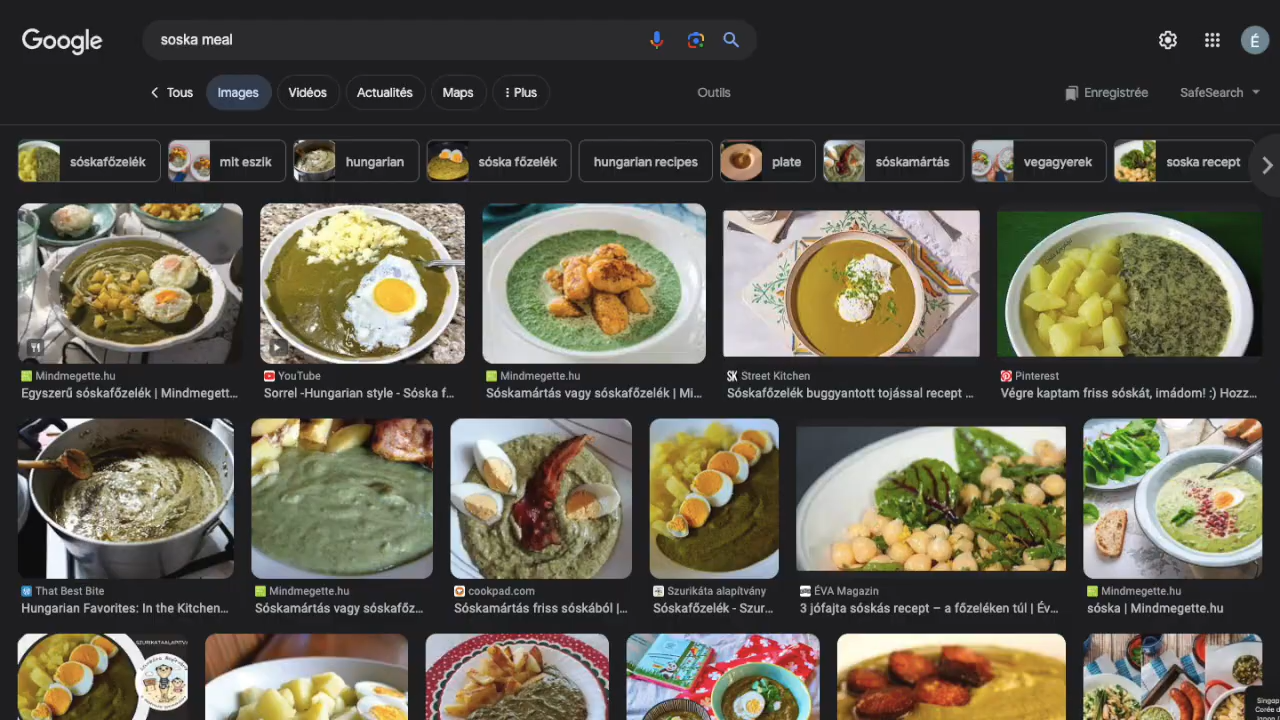 Google
soska meal
É
Tous
Images
Vidéos
Actualités
Maps
Plus
Outils
Enregistrée
SafeSearch
sóskafőzelék
mit eszik
hungarian
sóska főzelék
hungarian recipes
plate
sóskamártás
vegagyerek
soska recept
Mindmegette.hu
Egyszerű sóskafőzelék | Mindmegett...
YouTube
Sorrel -Hungarian style - Sóska f...
Mindmegette.hu
Sóskamártás vagy sóskafőzelék | Mi...
SK Street Kitchen
Sóskafőzelék buggyantott tojással recept ...
Pinterest
Végre kaptam friss sóskát, imádom! :) Hozz...
That Best Bite
Hungarian Favorites: In the Kitchen...
Mindmegette.hu
Sóskamártás vagy sóskafőz...
cookpad.com
Sóskamártás friss sóskából |...
Szurikáta alapítvány
Sóskafőzelék - Szur...
ÉVA Magazin
3 jófajta sóskás recept – a főzeléken túl | Év...
Mindmegette.hu
sóska | Mindmegette.hu
Singap
Corée d